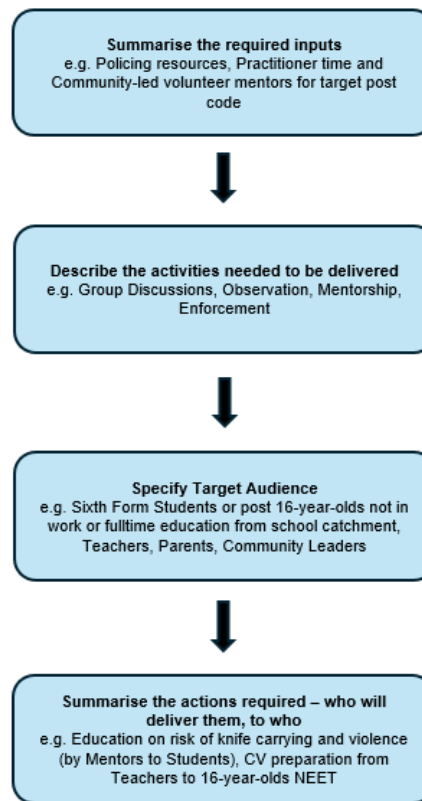 Summarise the required inputs
e.g. Policing resources, Practitioner time and
Community-led volunteer mentors for target post
code
Describe the activities needed to be delivered
e.g. Group Discussions, Observation, Mentorship,
Enforcement
Specify Target Audience
e.g. Sixth Form Students or post 16-year-olds not in
work or fulltime education from school catchment,
Teachers, Parents, Community Leaders
Summarise the actions required – who will
deliver them, to who
e.g. Education on risk of knife carrying and violence
(by Mentors to Students), CV preparation from
Teachers to 16-year-olds NEET